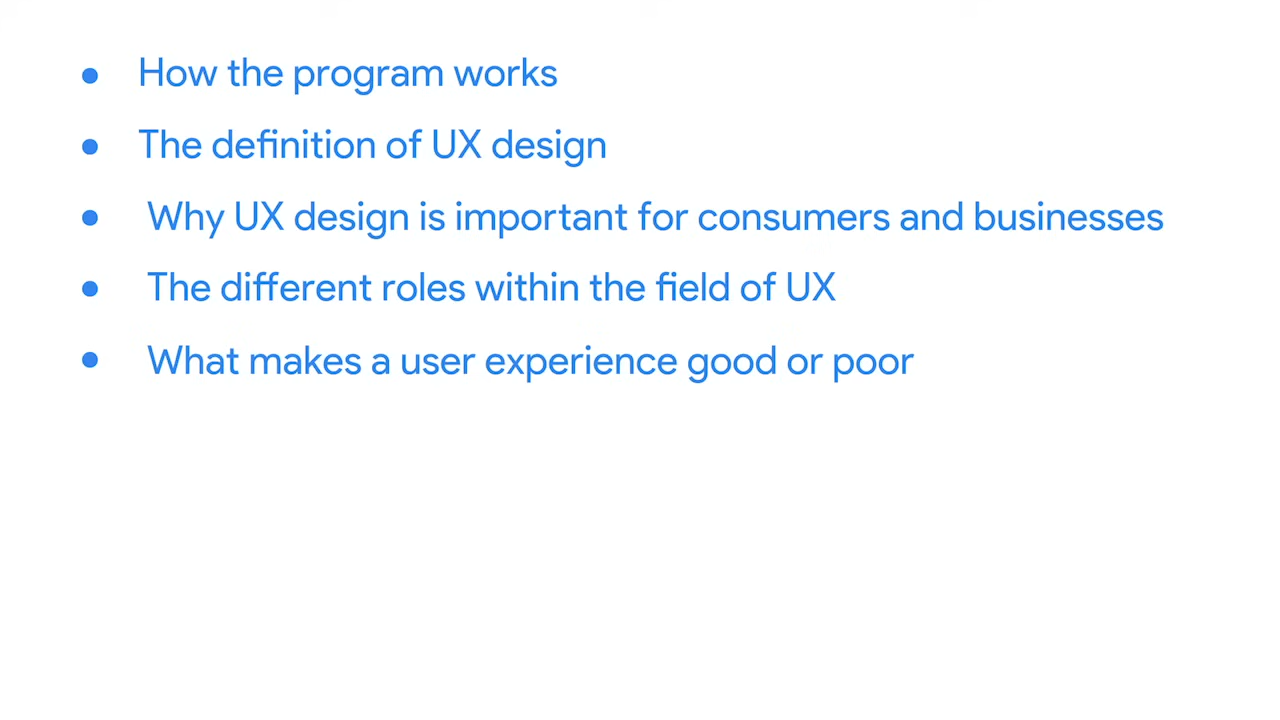 • How the program works
• The definition of UX design
• Why UX design is important for consumers and businesses
• The different roles within the field of UX
• What makes a user experience good or poor